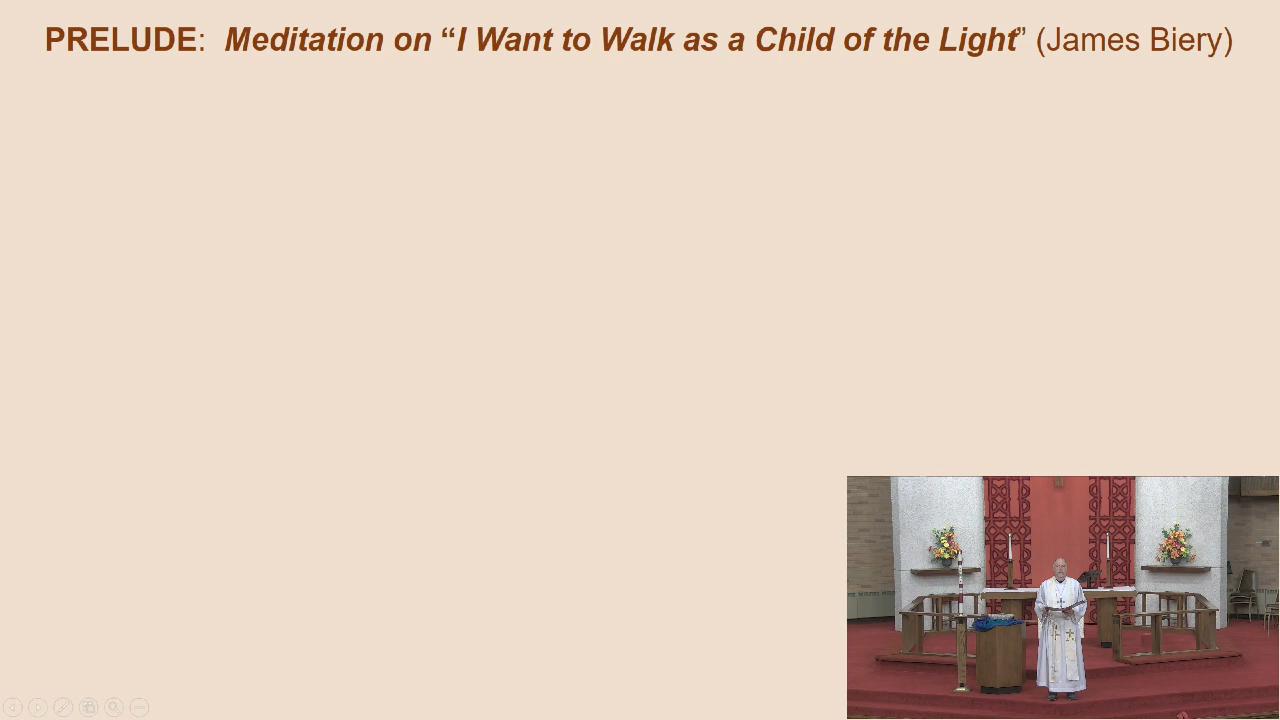 PRELUDE:  Meditation on “I Want to Walk as a Child of the Light” (James Biery)